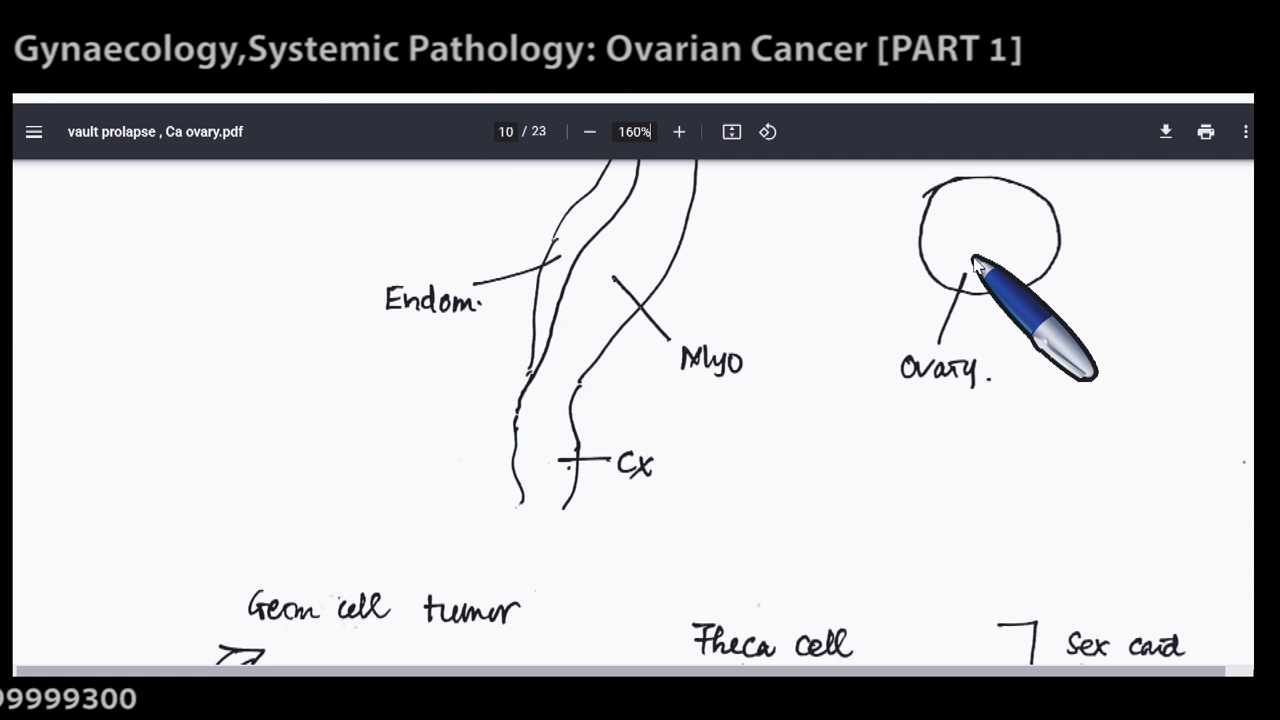 Gynaecology,Systemic Pathology: Ovarian Cancer [PART 1]
vault prolapse , Ca ovary.pdf
10 / 23
160%
Endom.
Myo
Ovary.
Cx
Germ cell tumor
Theca cell
Sex cord
99999300